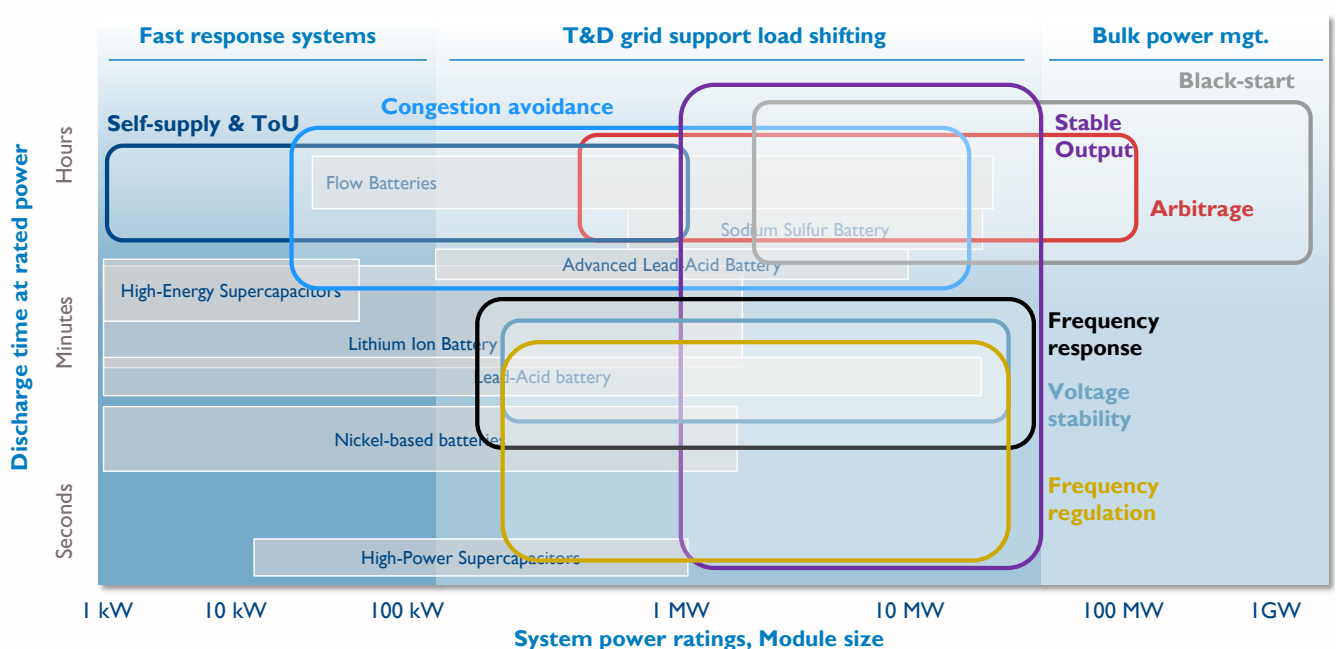 Fast response systems
T&D grid support load shifting
Bulk power mgt.
Black-start
Congestion avoidance
Self-supply & ToU
Stable
Output
Flow Batteries
Arbitrage
Sodium Sulfur Battery
Advanced Lead-Acid Battery
High-Energy Supercapacitors
Frequency
response
Lithium Ion Battery
Lead-Acid battery
Voltage
stability
Nickel-based batteries
Frequency
regulation
High-Power Supercapacitors
Discharge time at rated power
Hours
Minutes
Seconds
1 kW
10 kW
100 kW
1 MW
10 MW
100 MW
1GW
System power ratings, Module size